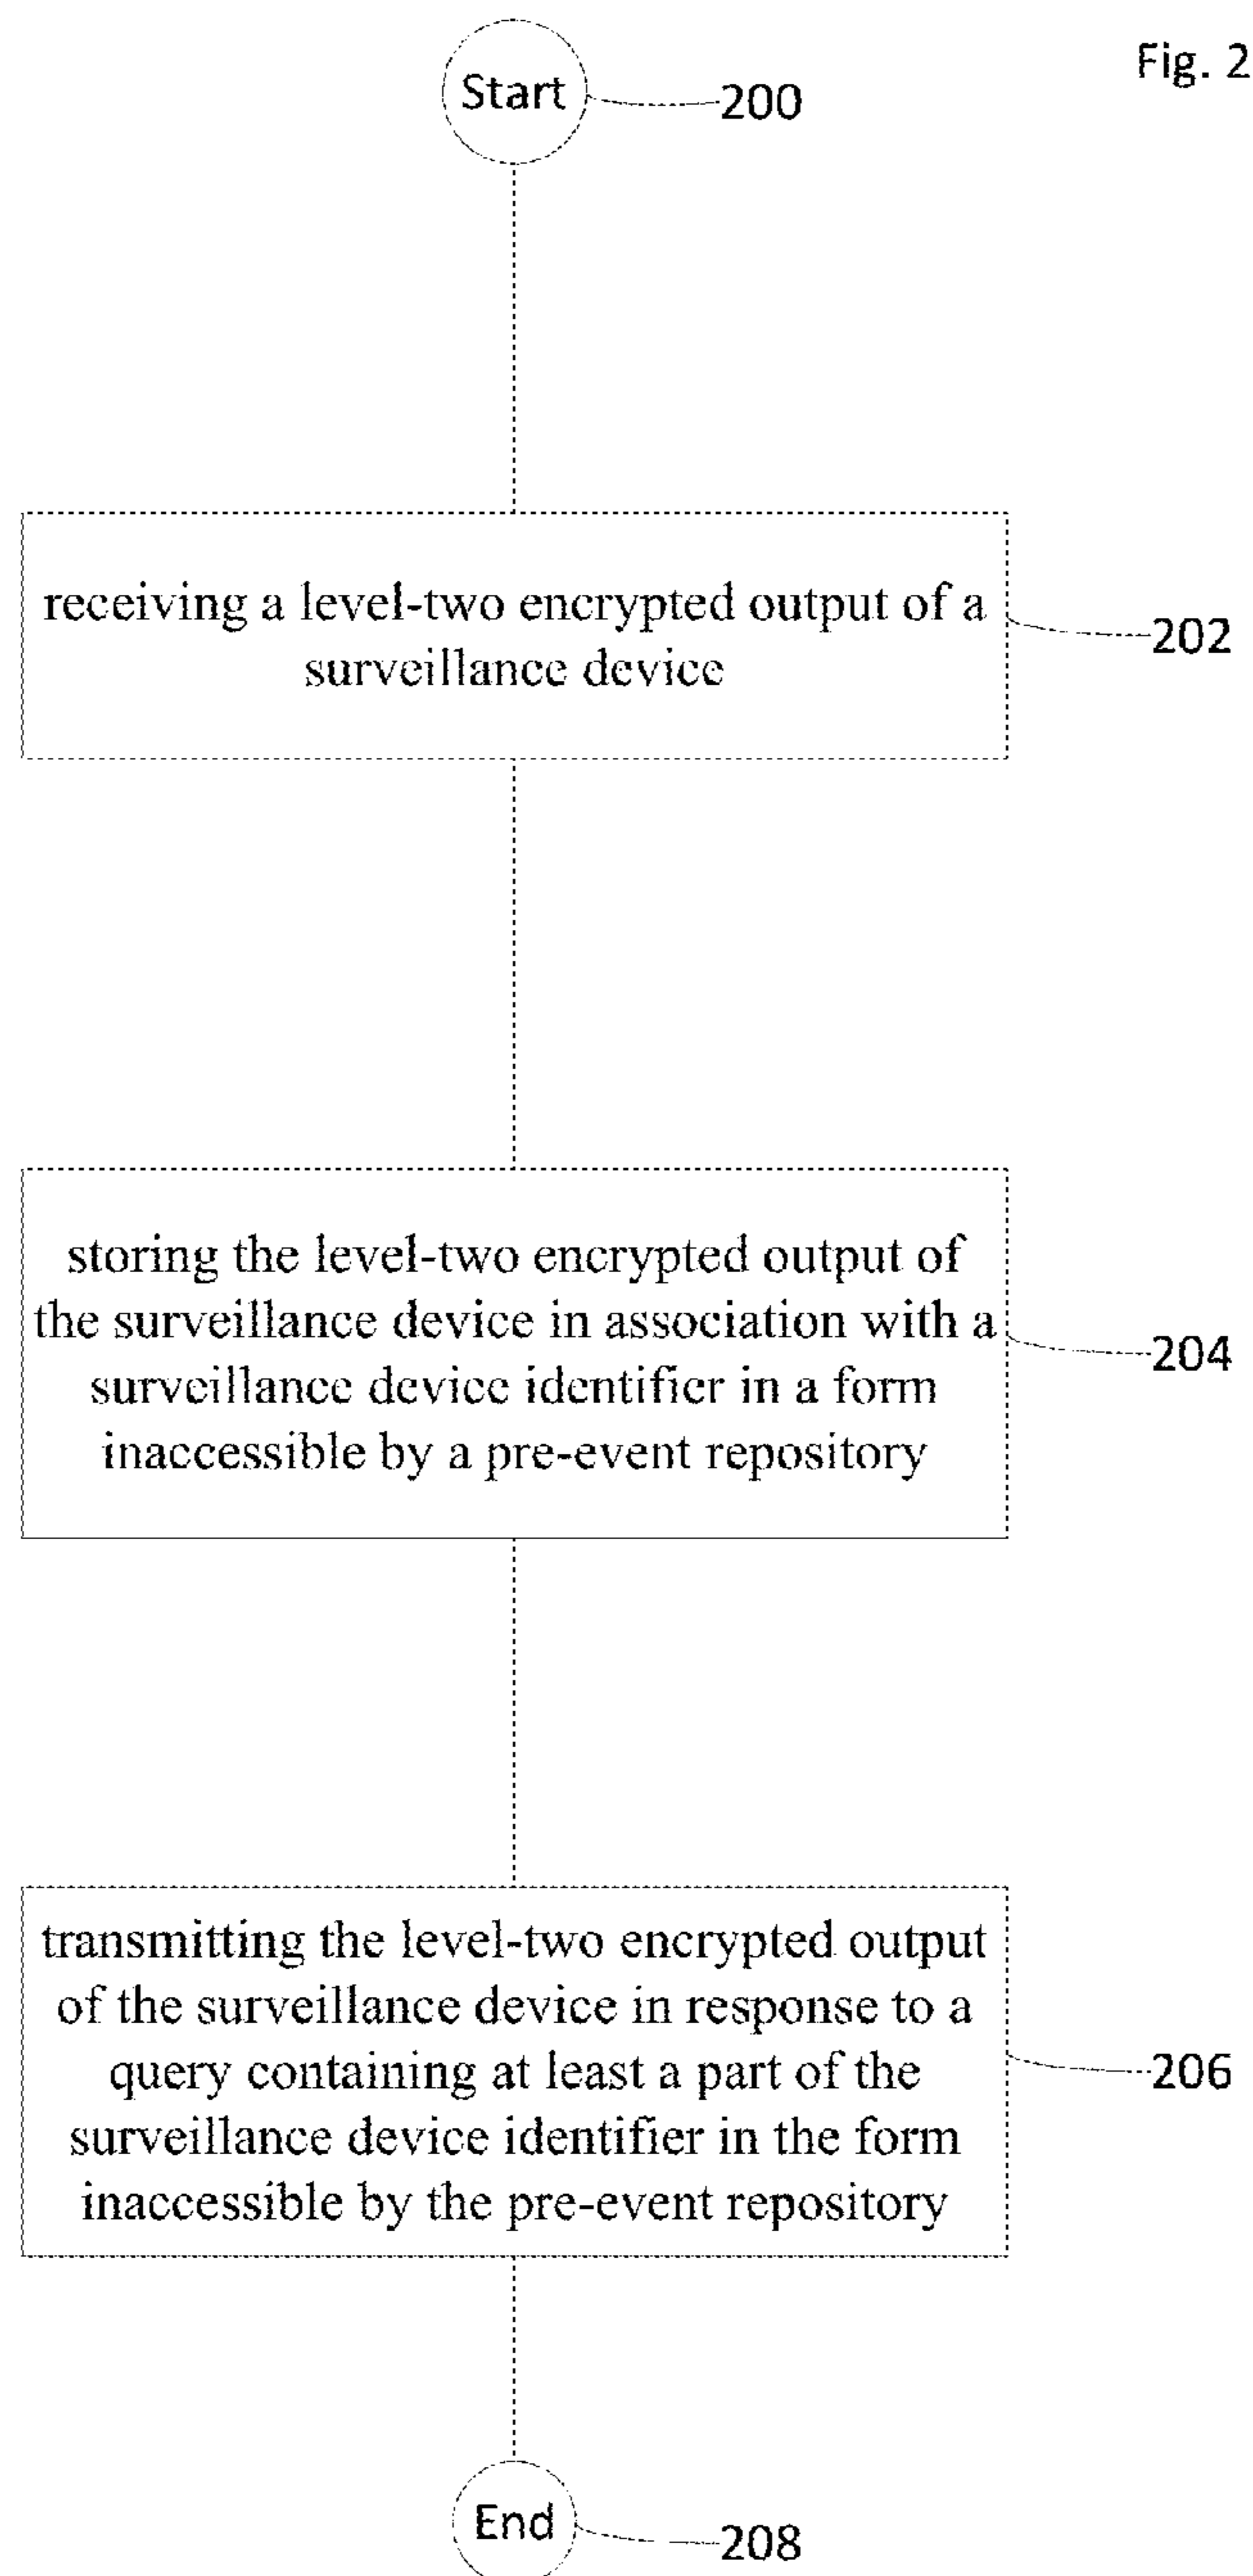 Fig. 2
Start
200
receiving a level-two encrypted output of a
surveillance device
202
storing the level-two encrypted output of
the surveillance device in association with a
surveillance device identifier in a form
inaccessible by a pre-event repository
204
transmitting the level-two encrypted output
of the surveillance device in response to a
query containing at least a part of the
surveillance device identifier in the form
inaccessible by the pre-event repository
206
End
208